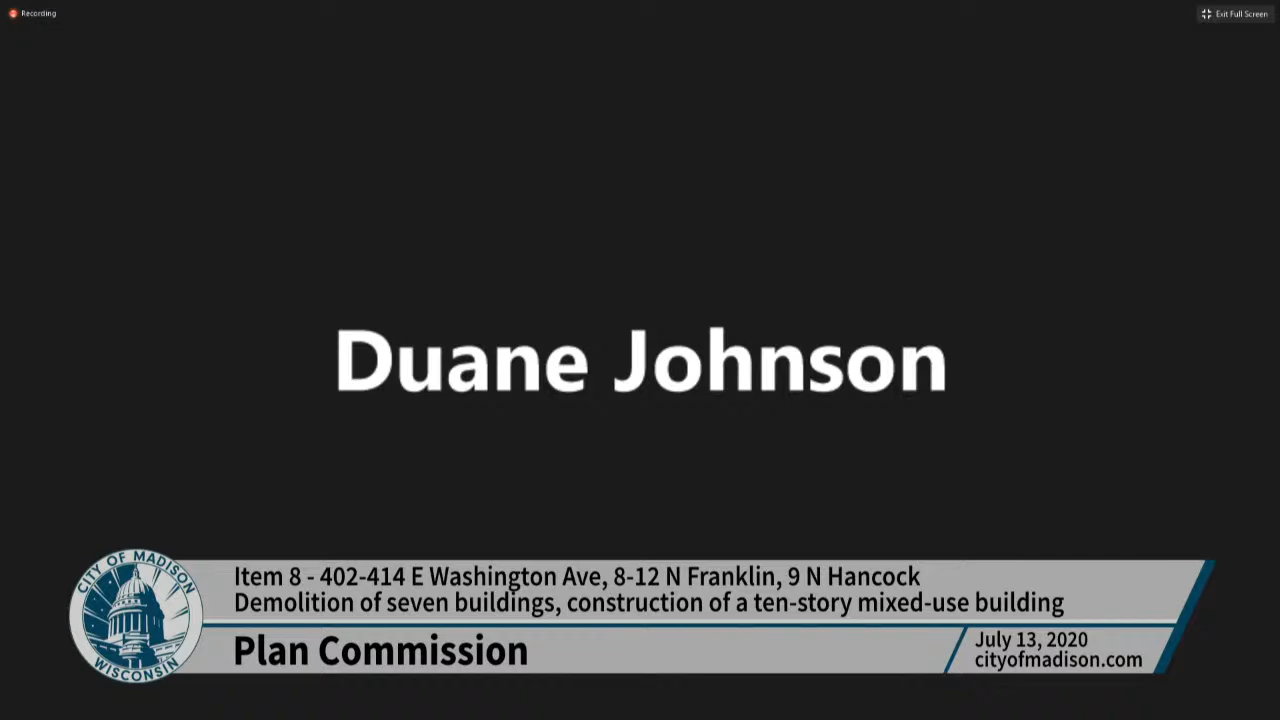 Recording
Exit Full Screen
Duane Johnson
CITY OF MADISON
WISCONSIN
Item 8 - 402-414 E Washington Ave, 8-12 N Franklin, 9 N Hancock
Demolition of seven buildings, construction of a ten-story mixed-use building
Plan Commission
July 13, 2020
cityofmadison.com